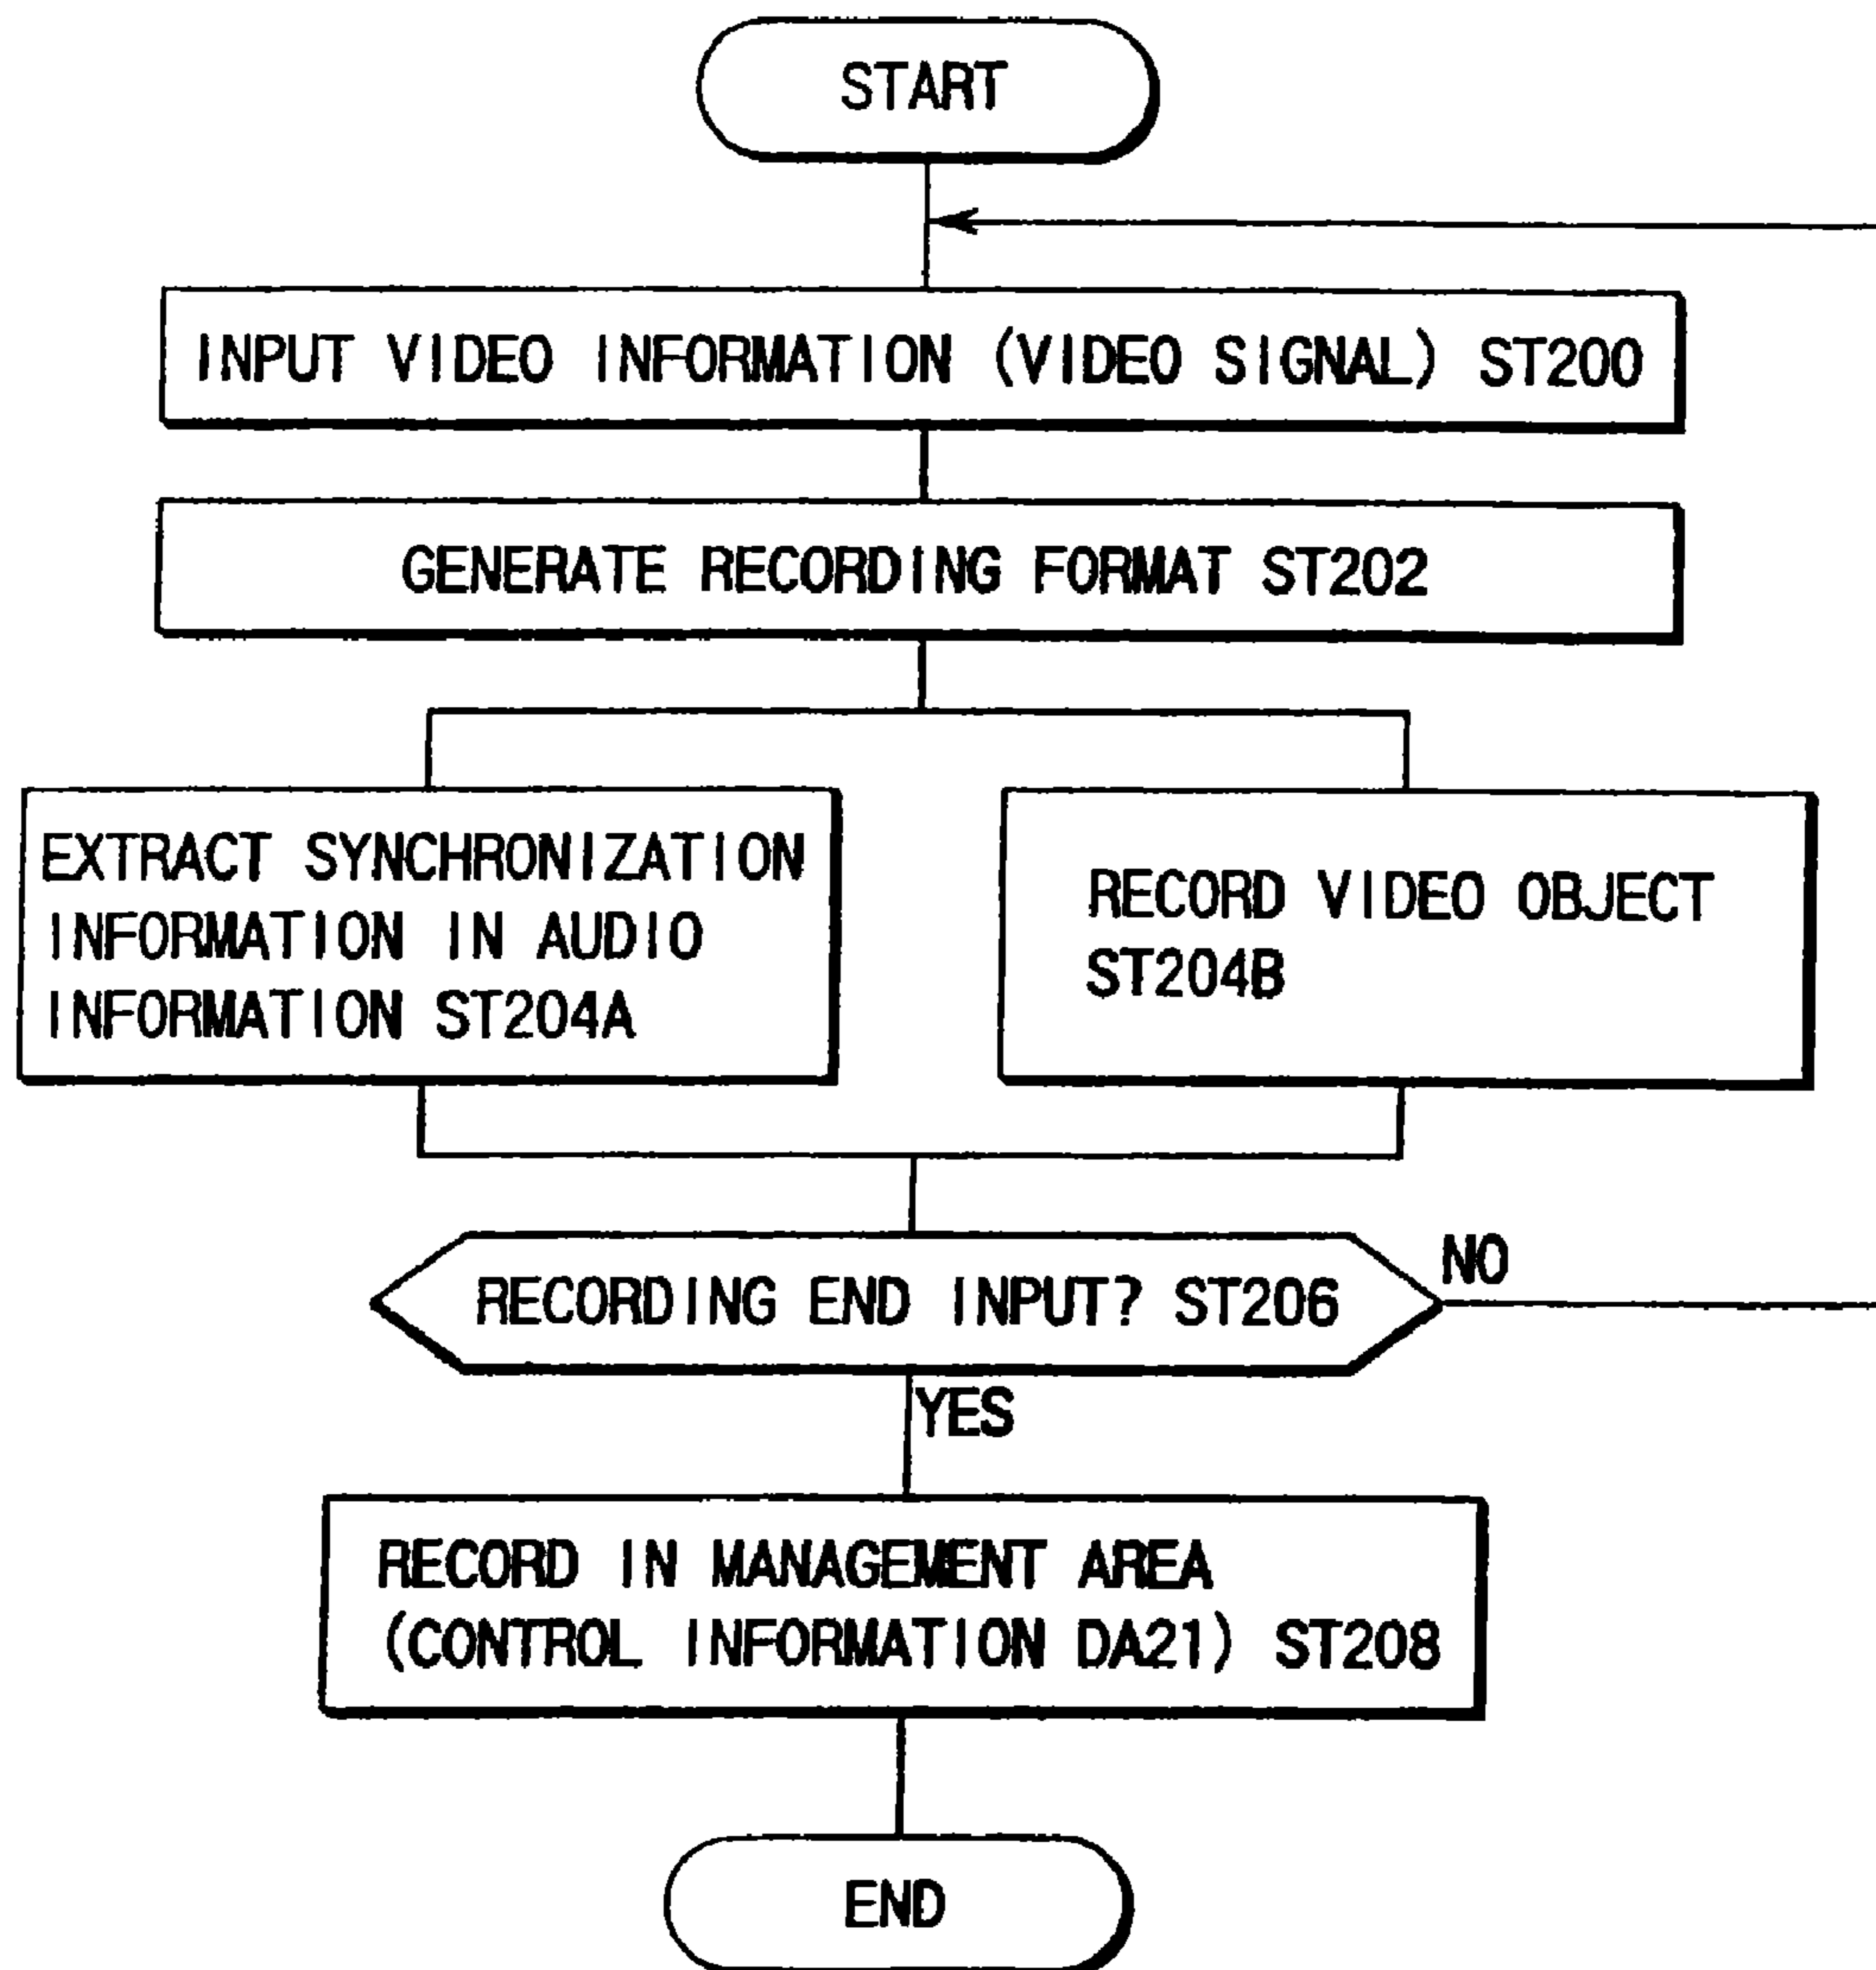 START
INPUT VIDEO INFORMATION (VIDEO SIGNAL) ST200
GENERATE RECORDING FORMAT ST202
EXTRACT SYNCHRONIZATION
INFORMATION IN AUDIO
INFORMATION ST204A
RECORD VIDEO OBJECT
ST204B
RECORDING END INPUT? ST206
NO
YES
RECORD IN MANAGEMENT AREA
(CONTROL INFORMATION DA21) ST208
END